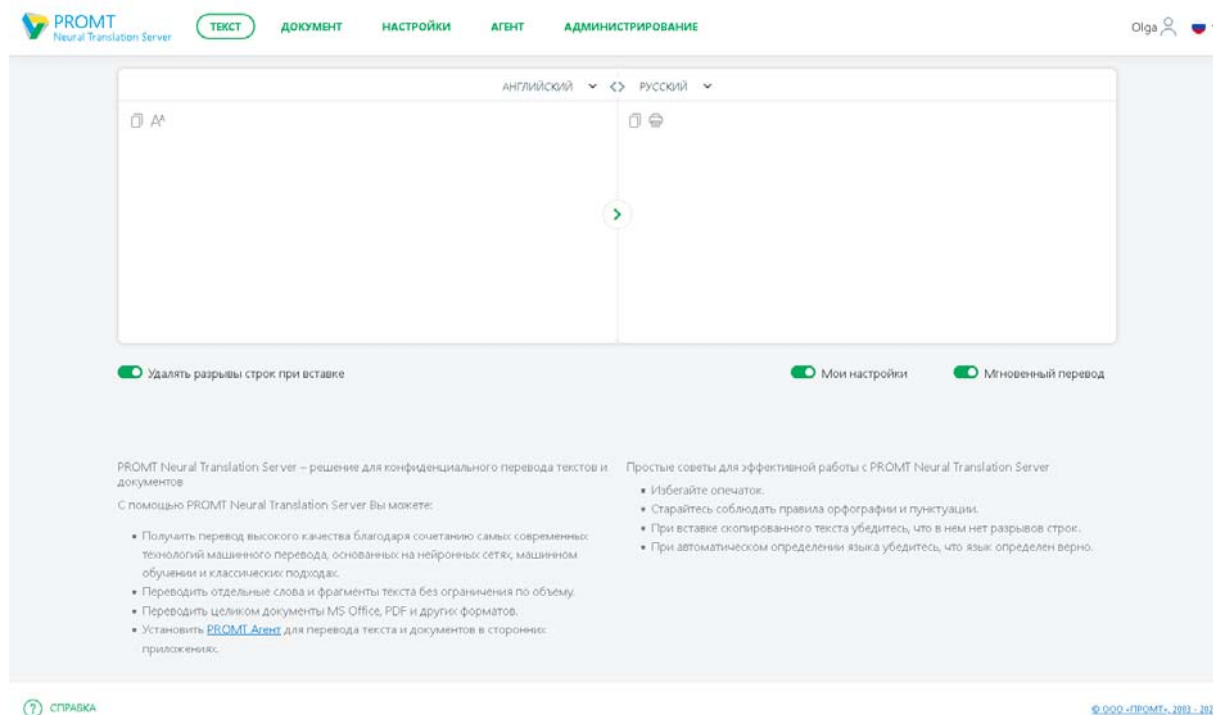 PROMT
Neural Translation Server
ТЕКСТ
ДОКУМЕНТ
НАСТРОЙКИ
АГЕНТ
АДМИНИСТРИРОВАНИЕ
Olga
АНГЛИЙСКИЙ
РУССКИЙ
Удалять разрывы строк при вставке
Мои настройки
Мгновенный перевод
PROMT Neural Translation Server – решение для конфиденциального перевода текстов и
документов
С помощью PROMT Neural Translation Server Вы можете:
• Получить перевод высокого качества благодаря сочетанию самых современных
технологий машинного перевода, основанных на нейронных сетях, машинном
обучении и классических подходах.
• Переводить отдельные слова и фрагменты текста без ограничения по объему.
• Переводить целиком документы MS Office, PDF и других форматов.
• Установить PROMT Агент для перевода текста и документов в сторонних
приложениях.
Простые советы для эффективной работы с PROMT Neural Translation Server
• Избегайте опечаток.
• Старайтесь соблюдать правила орфографии и пунктуации.
• При вставке скопированного текста убедитесь, что в нем нет разрывов строк.
• При автоматическом определении языка убедитесь, что язык определен верно.
? СПРАВКА
© ООО «ПРОМТ», 2003 - 202